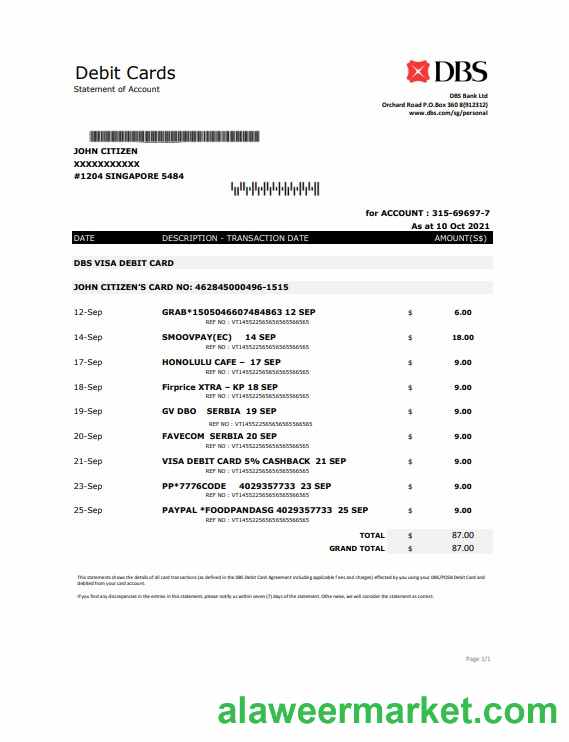 Debit Cards
Statement of Account
DBS
DBS Bank Ltd
Orchard Road P.O.Box 360 8(912312)
www.dbs.com/sg/personal
JOHN CITIZEN
XXXXXXXXXXX
#1204 SINGAPORE 5484
for ACCOUNT : 315-69697-7
As at 10 Oct 2021
DATE DESCRIPTION - TRANSACTION DATE AMOUNT(S$)
DBS VISA DEBIT CARD
JOHN CITIZEN'S CARD NO: 462845000496-1515
12-Sep GRAB*1505046607484863 12 SEP $ 6.00
REF NO : VT145522565656565566565
14-Sep SMOOVPAY(EC) 14 SEP $ 18.00
REF NO : VT145522565656565566565
17-Sep HONOLULU CAFE – 17 SEP $ 9.00
REF NO : VT145522565656565566565
18-Sep Firprice XTRA – KP 18 SEP $ 9.00
REF NO : VT145522565656565566565
19-Sep GV DBO SERBIA 19 SEP $ 9.00
REF NO : VT145522565656565566565
20-Sep FAVECOM SERBIA 20 SEP $ 9.00
REF NO : VT145522565656565566565
21-Sep VISA DEBIT CARD 5% CASHBACK 21 SEP $ 9.00
REF NO : VT145522565656565566565
23-Sep PP*7776CODE 4029357733 23 SEP $ 9.00
REF NO : VT145522565656565566565
25-Sep PAYPAL *FOODPANDASG 4029357733 25 SEP $ 9.00
REF NO : VT145522565656565566565
TOTAL $ 87.00
GRAND TOTAL $ 87.00
This statements shows the details of all card transactions (as defined in the DBS Debit Card Agreement including applicable fees and charges) effected by you using your DBS/POSB Debit Card and
debited from your card account.
If you find any discrepancies in the entries in this statement, please notify us within seven (7) days of the statement. Othe rwise, we will consider the statement as correct.
Page 1/1
alaweermarket.com